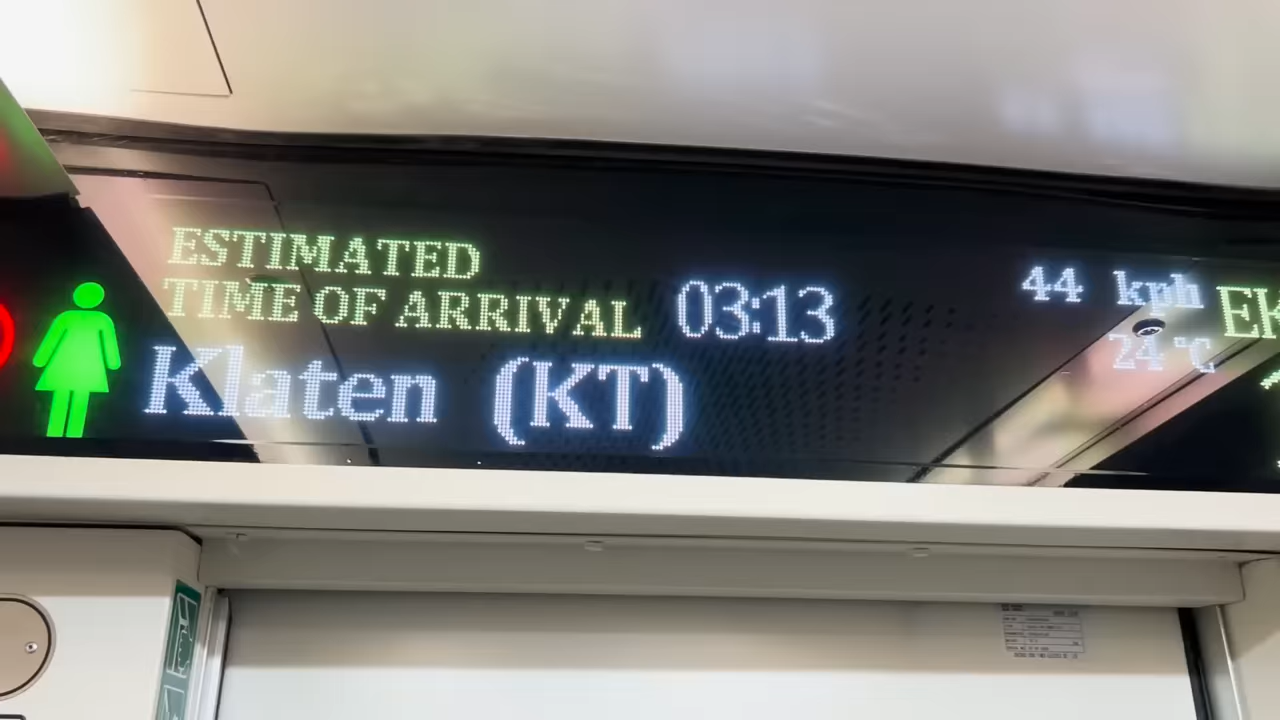 ESTIMATED
TIME OF ARRIVAL 03:13
Klaten (KT)
44 kph
24 °C